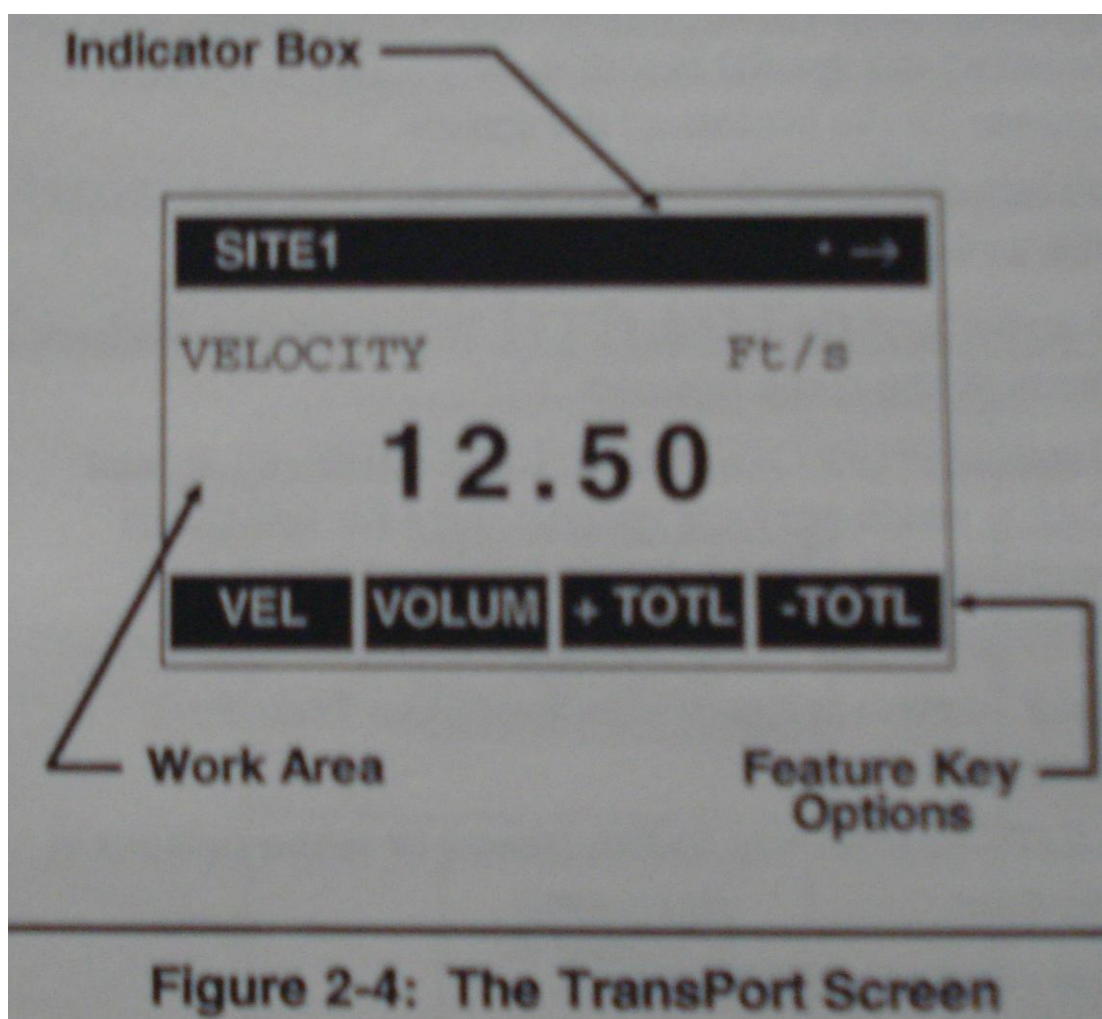 Indicator Box
SITE1 • →
VELOCITY Ft/s
12.50
VEL VOLUM + TOTL -TOTL
Work Area
Feature Key
Options
Figure 2-4: The TransPort Screen